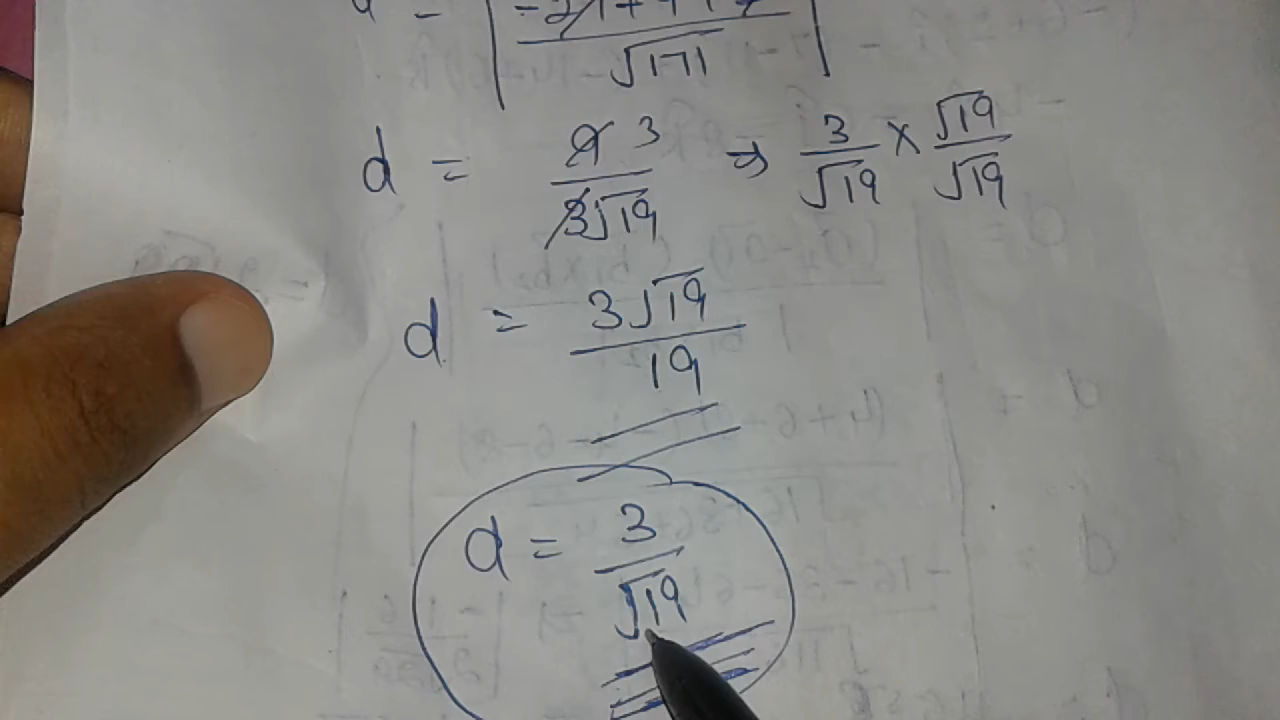 √171
d = 9 3 / 3√19 ⇒ 3/√19 × √19/√19
d = 3√19 / 19
d = 3 / √19